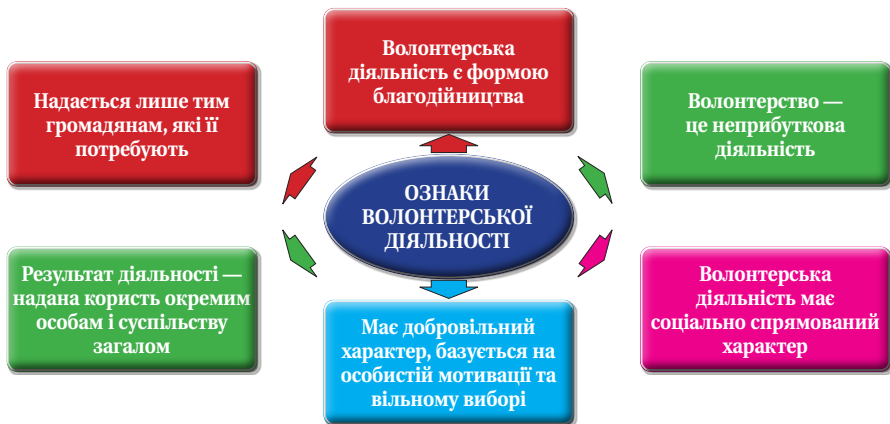 Волонтерська
діяльність є формою
благодійництва
Надається лише тим
громадянам, які її
потребують
Волонтерство —
це неприбуткова
діяльність
ОЗНАКИ
ВОЛОНТЕРСЬКОЇ
ДІЯЛЬНОСТІ
Результат діяльності —
надана користь окремим
особам і суспільству
загалом
Волонтерська
діяльність має
соціально спрямований
характер
Має добровільний
характер, базується на
особистій мотивації та
вільному виборі